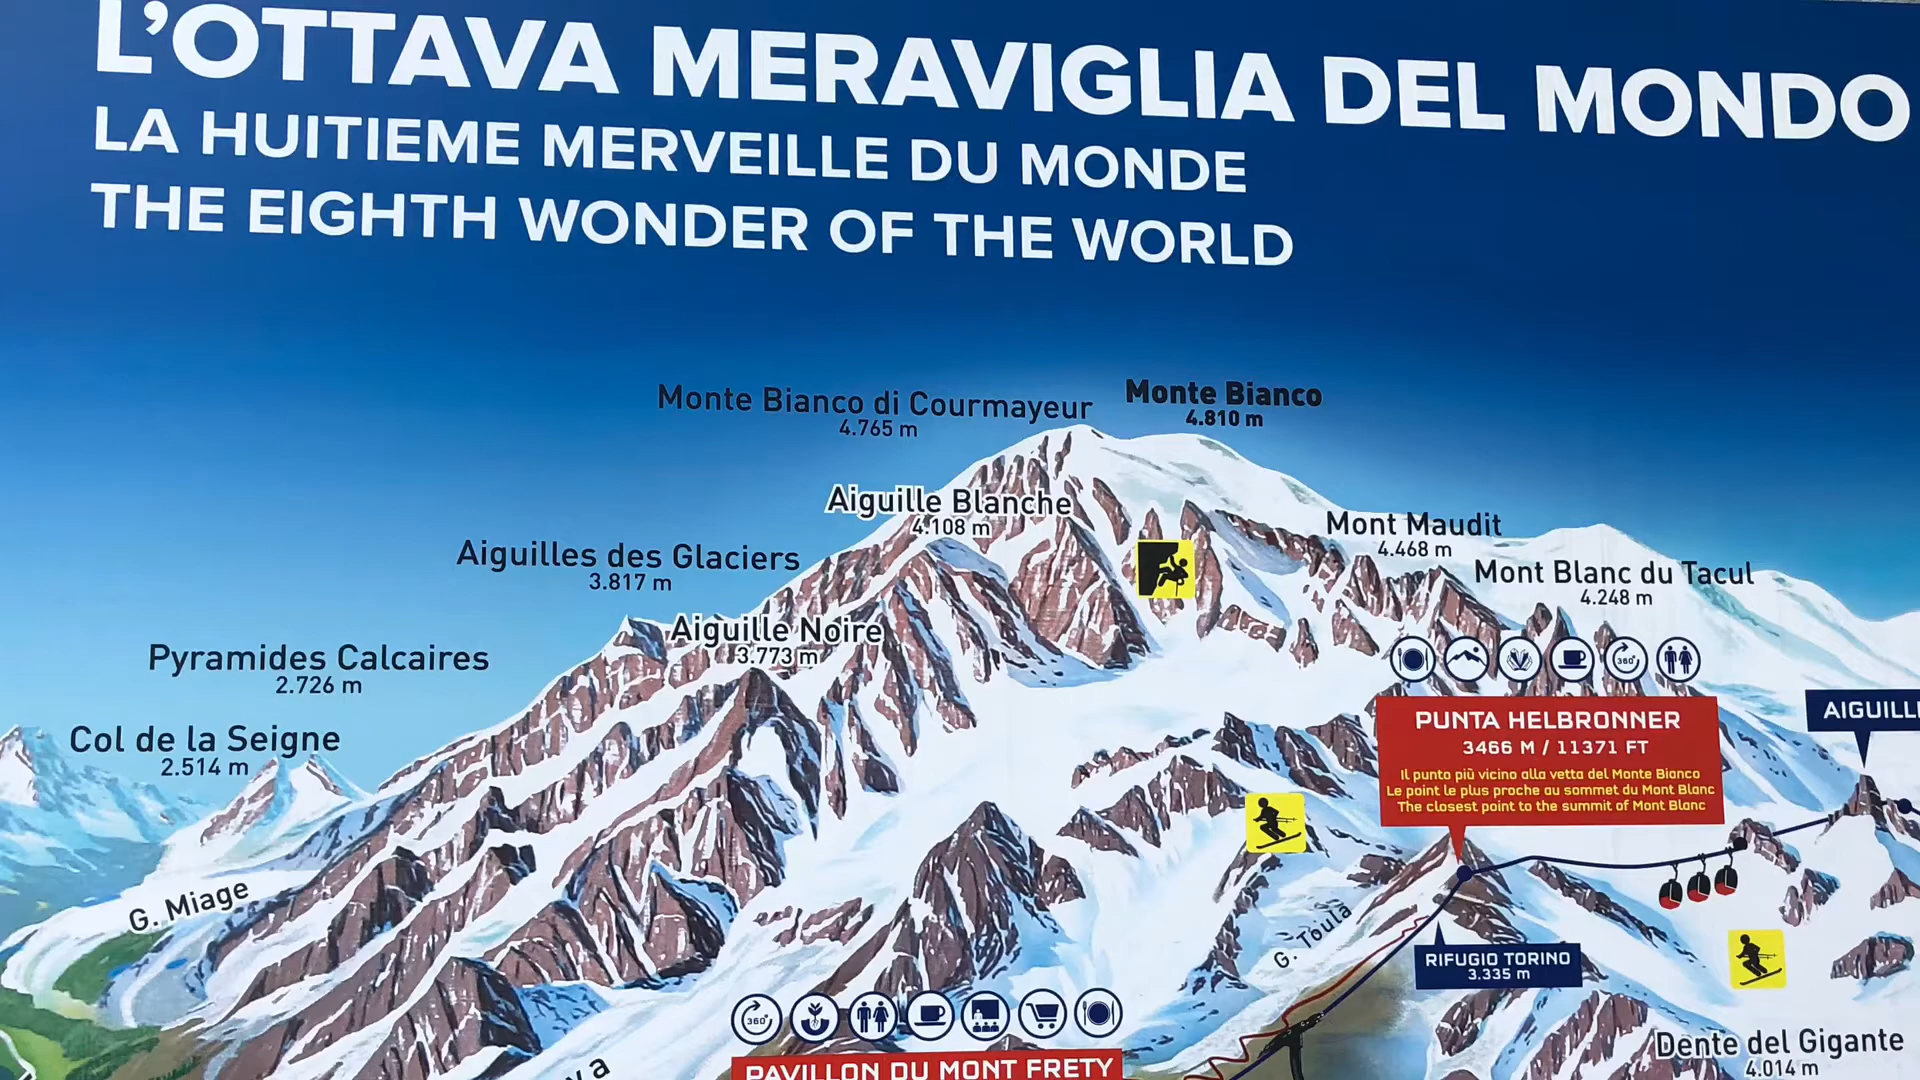 L'OTTAVA MERAVIGLIA DEL MONDO
LA HUITIEME MERVEILLE DU MONDE
THE EIGHTH WONDER OF THE WORLD
Monte Bianco di Courmayeur
4.765 m
Monte Bianco
4.810 m
Aiguille Blanche
4.108 m
Mont Maudit
4.468 m
Aiguilles des Glaciers
3.817 m
Mont Blanc du Tacul
4.248 m
Aiguille Noire
3.773 m
Pyramides Calcaires
2.726 m
Col de la Seigne
2.514 m
360°
PUNTA HELBRONNER
3466 M / 11371 FT
Il punto più vicino alla vetta del Monte Bianco
Le point le plus proche au sommet du Mont Blanc
The closest point to the summit of Mont Blanc
AIGUILLE
G. Miage
G. Toula
RIFUGIO TORINO
3.335 m
360°
Dente del Gigante
4.014 m
PAVILLON DU MONT FRETY